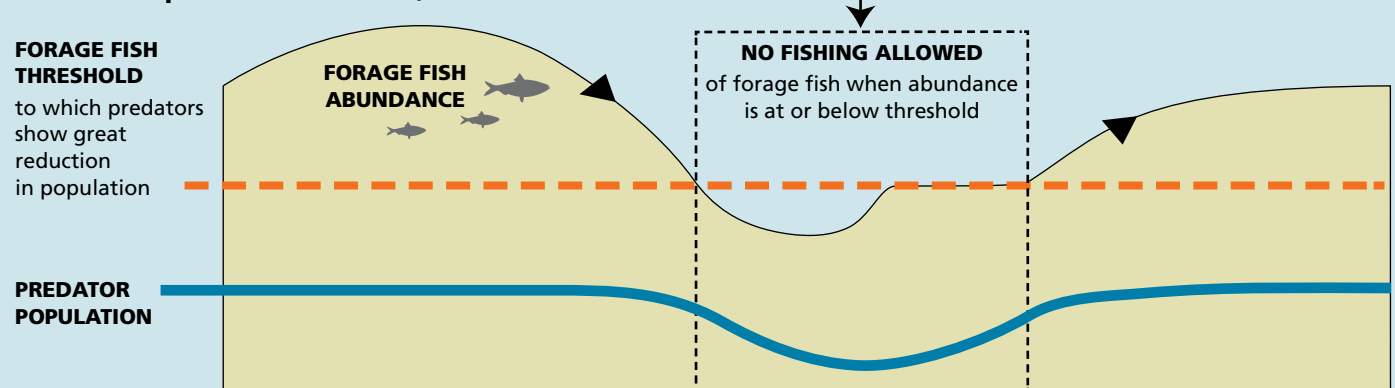 FORAGE FISH
THRESHOLD
to which predators
show great
reduction
in population
FORAGE FISH
ABUNDANCE
NO FISHING ALLOWED
of forage fish when abundance
is at or below threshold
PREDATOR
POPULATION